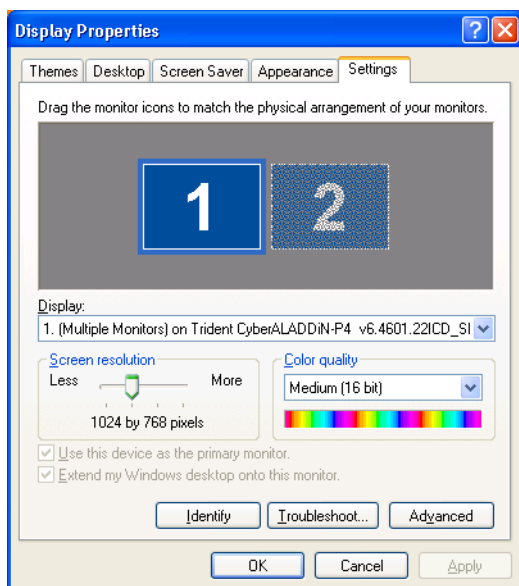 Display Properties
Themes Desktop Screen Saver Appearance Settings
Drag the monitor icons to match the physical arrangement of your monitors.
1 2
Display:
1. (Multiple Monitors) on Trident CyberALADDiN-P4 v6.4601.22ICD_SI
Screen resolution
Less More
1024 by 768 pixels
Color quality
Medium (16 bit)
Use this device as the primary monitor.
Extend my Windows desktop onto this monitor.
Identify Troubleshoot... Advanced
OK Cancel Apply